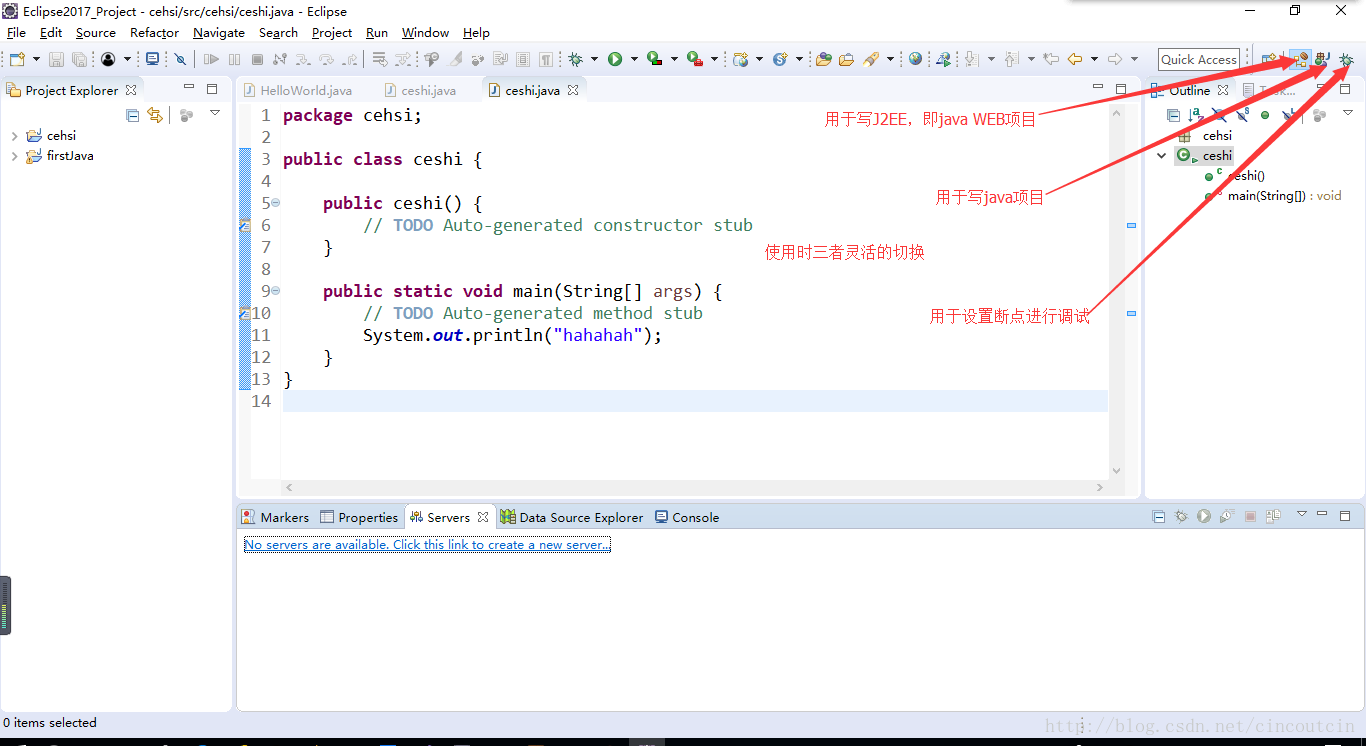 Eclipse2017_Project - cehsi/src/cehsi/ceshi.java - Eclipse
File Edit Source Refactor Navigate Search Project Run Window Help
Quick Access
Project Explorer
HelloWorld.java
ceshi.java
ceshi.java
Outline
Task...
cehsi
firstJava
1 package cehsi;
2
3 public class ceshi {
4
5 public ceshi() {
6 // TODO Auto-generated constructor stub
7 }
8
9 public static void main(String[] args) {
10 // TODO Auto-generated method stub
11 System.out.println("hahahah");
12 }
13 }
14
用于写J2EE，即java WEB项目
用于写java项目
使用时三者灵活的切换
用于设置断点进行调试
cehsi
ceshi
ceshi()
main(String[]) : void
Markers Properties Servers Data Source Explorer Console
No servers are available. Click this link to create a new server...
0 items selected
http://blog.csdn.net/cincoutcin